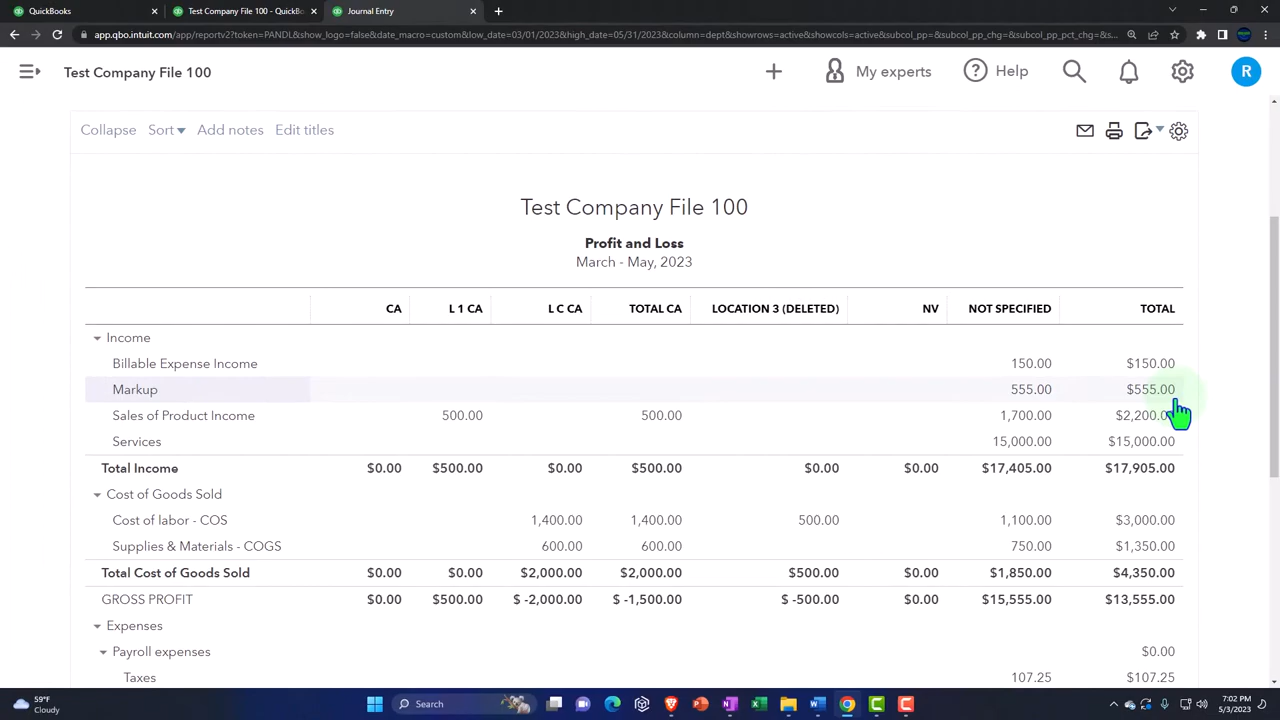 QuickBooks
Test Company File 100 - QuickBo
Journal Entry
app.qbo.intuit.com/app/reportv2?token=PANDL&show_logo=false&date_macro=custom&low_date=03/01/2023&high_date=05/31/2023&column=dept&showrows=active&showcols=active&subcol_pp=&subcol_pp_chg=&subcol_pp_pct_chg=&s...
Test Company File 100
My experts
Help
R
Collapse Sort Add notes Edit titles
Test Company File 100
Profit and Loss
March - May, 2023
CA L 1 CA L C CA TOTAL CA LOCATION 3 (DELETED) NV NOT SPECIFIED TOTAL
Income
Billable Expense Income 150.00 $150.00
Markup 555.00 $555.00
Sales of Product Income 500.00 500.00 1,700.00
Services 15,000.00 $15,000.00
Total Income $0.00 $500.00 $0.00 $500.00 $0.00 $0.00 $17,405.00 $17,905.00
Cost of Goods Sold
Cost of labor - COS 1,400.00 1,400.00 500.00 1,100.00 $3,000.00
Supplies & Materials - COGS 600.00 600.00 750.00 $1,350.00
Total Cost of Goods Sold $0.00 $0.00 $2,000.00 $2,000.00 $500.00 $0.00 $1,850.00 $4,350.00
GROSS PROFIT $0.00 $500.00 $ -2,000.00 $ -1,500.00 $ -500.00 $0.00 $15,555.00 $13,555.00
Expenses
Payroll expenses $0.00
Taxes 107.25 $107.25
59°F
Cloudy
Search
7:02 PM
5/3/2023